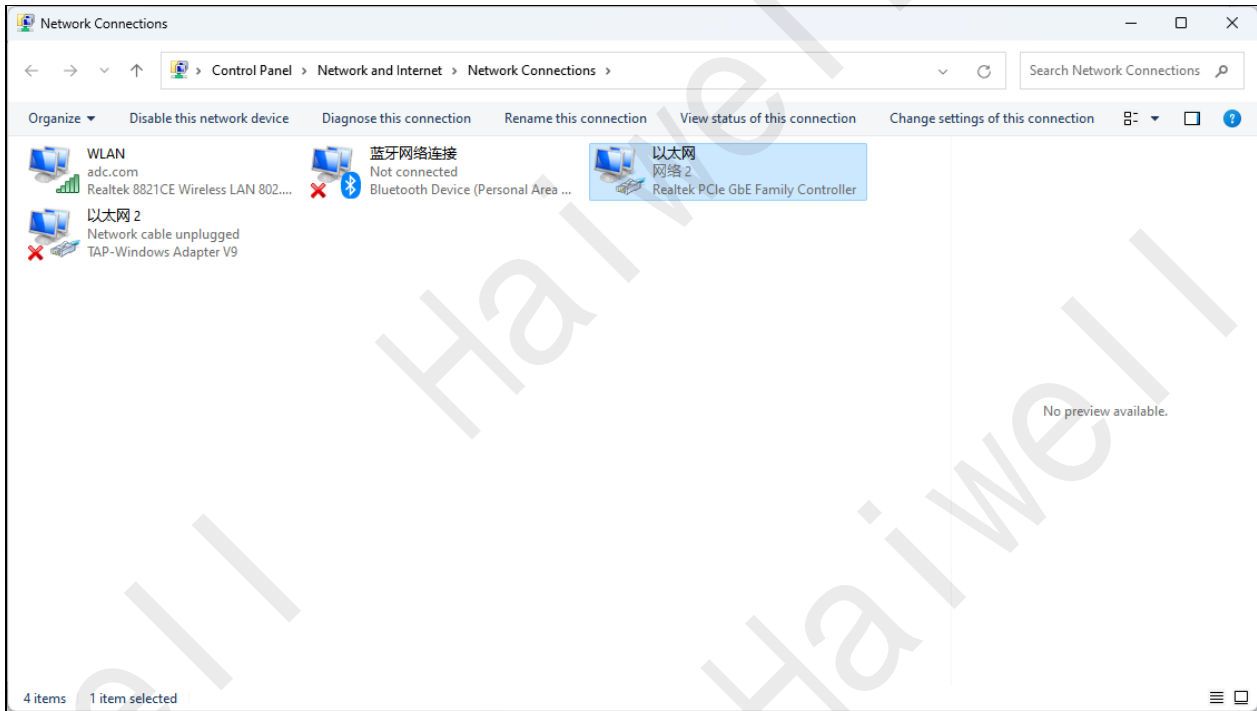 Network Connections
Control Panel > Network and Internet > Network Connections >
Search Network Connections
Organize
Disable this network device
Diagnose this connection
Rename this connection
View status of this connection
Change settings of this connection
WLAN
adc.com
Realtek 8821CE Wireless LAN 802....
蓝牙网络连接
Not connected
Bluetooth Device (Personal Area ...
以太网
网络 2
Realtek PCIe GbE Family Controller
以太网 2
Network cable unplugged
TAP-Windows Adapter V9
No preview available.
4 items
1 item selected
Haiwell
Haiwell
ell